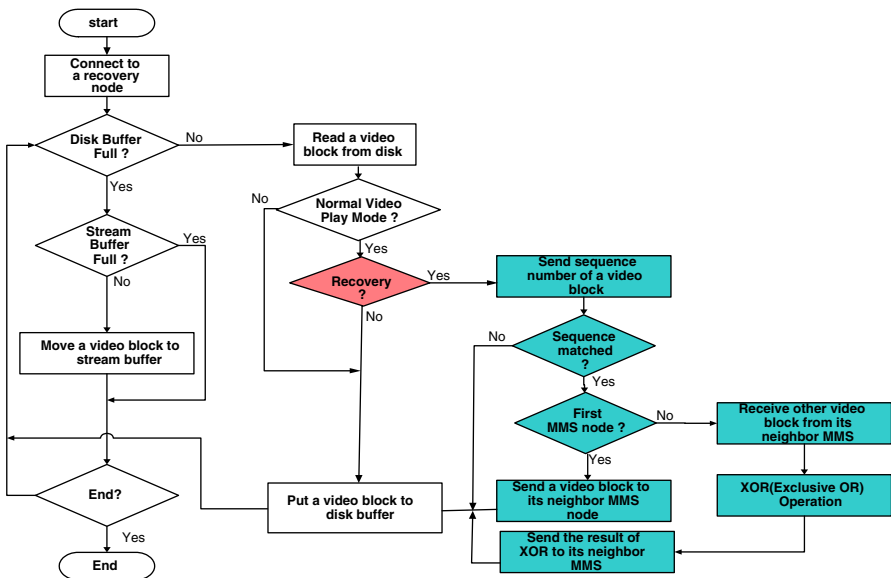 start
Connect to
a recovery
node
Disk Buffer
Full ?
No
Yes
Read a video
block from disk
Stream
Buffer
Full ?
Yes
No
No
Normal Video
Play Mode ?
Yes
Recovery
?
Yes
No
Send sequence
number of a video
block
Move a video block to
stream buffer
No
Sequence
matched
?
Yes
First
MMS node ?
No
Yes
Receive other video
block from its
neighbor MMS
End?
Yes
Put a video block to
disk buffer
Send a video block to
its neighbor MMS
node
XOR(Exclusive OR)
Operation
Send the result of
XOR to its neighbor
MMS
End